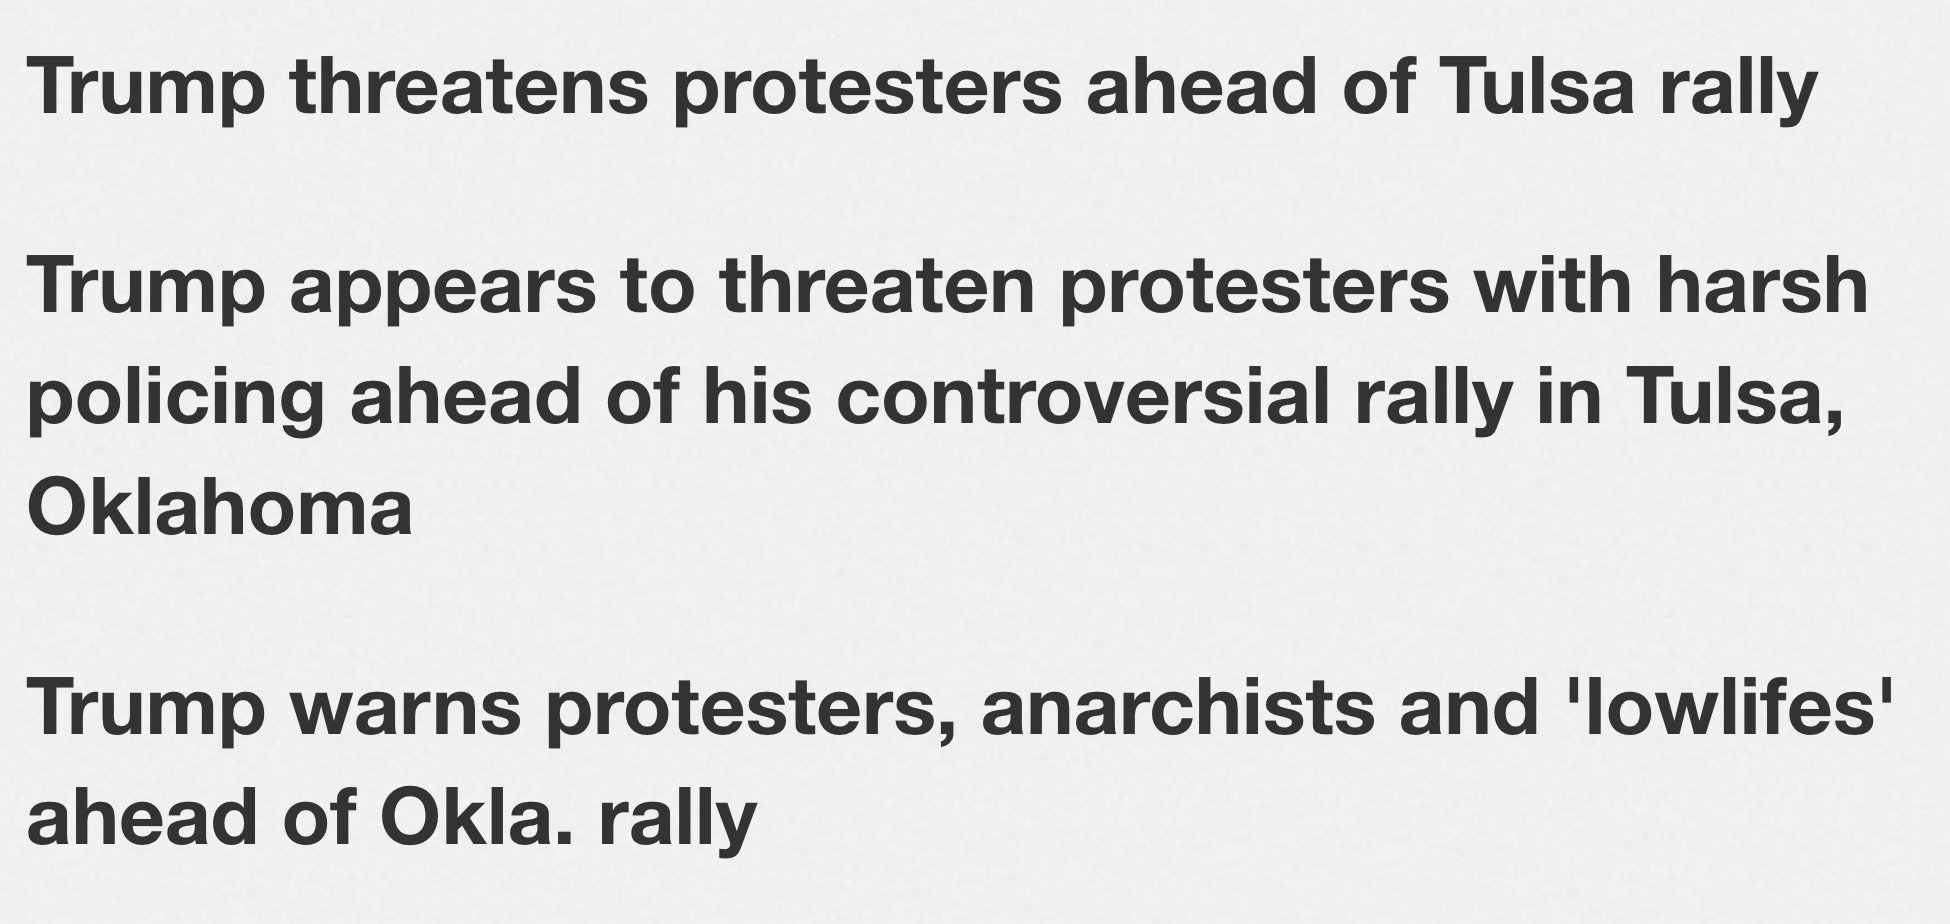 Trump threatens protesters ahead of Tulsa rally
Trump appears to threaten protesters with harsh
policing ahead of his controversial rally in Tulsa,
Oklahoma
Trump warns protesters, anarchists and 'lowlifes'
ahead of Okla. rally